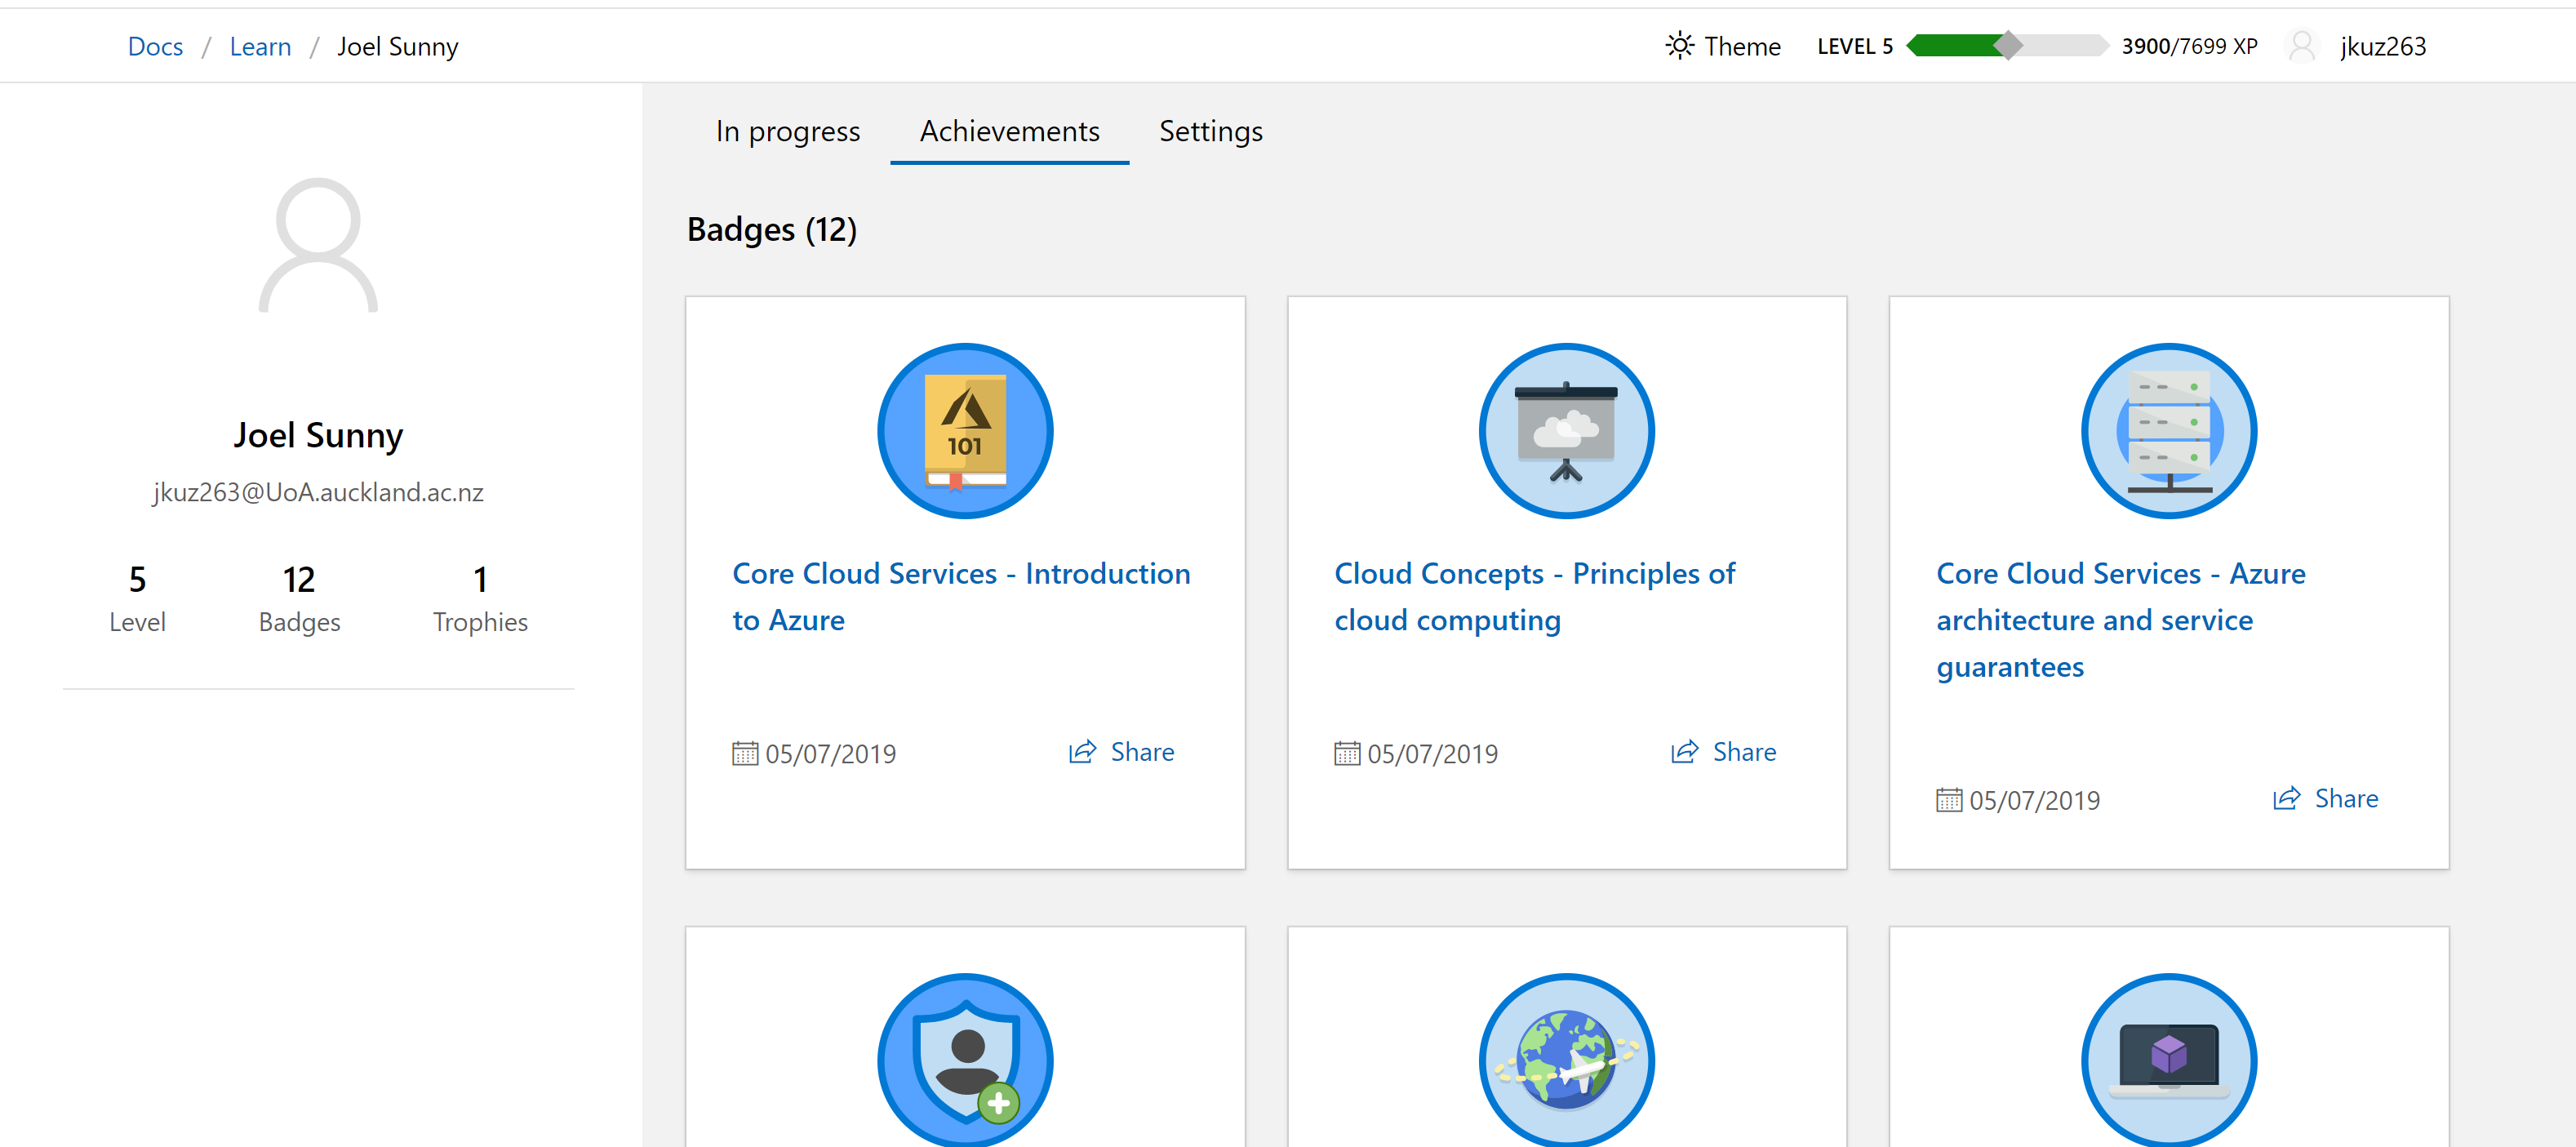 Docs / Learn / Joel Sunny
Theme LEVEL 5 3900/7699 XP jkuz263
Joel Sunny
jkuz263@UoA.auckland.ac.nz
5 12 1
Level Badges Trophies
In progress Achievements Settings
Badges (12)
101
Core Cloud Services - Introduction
to Azure
05/07/2019 Share
Cloud Concepts - Principles of
cloud computing
05/07/2019 Share
Core Cloud Services - Azure
architecture and service
guarantees
05/07/2019 Share